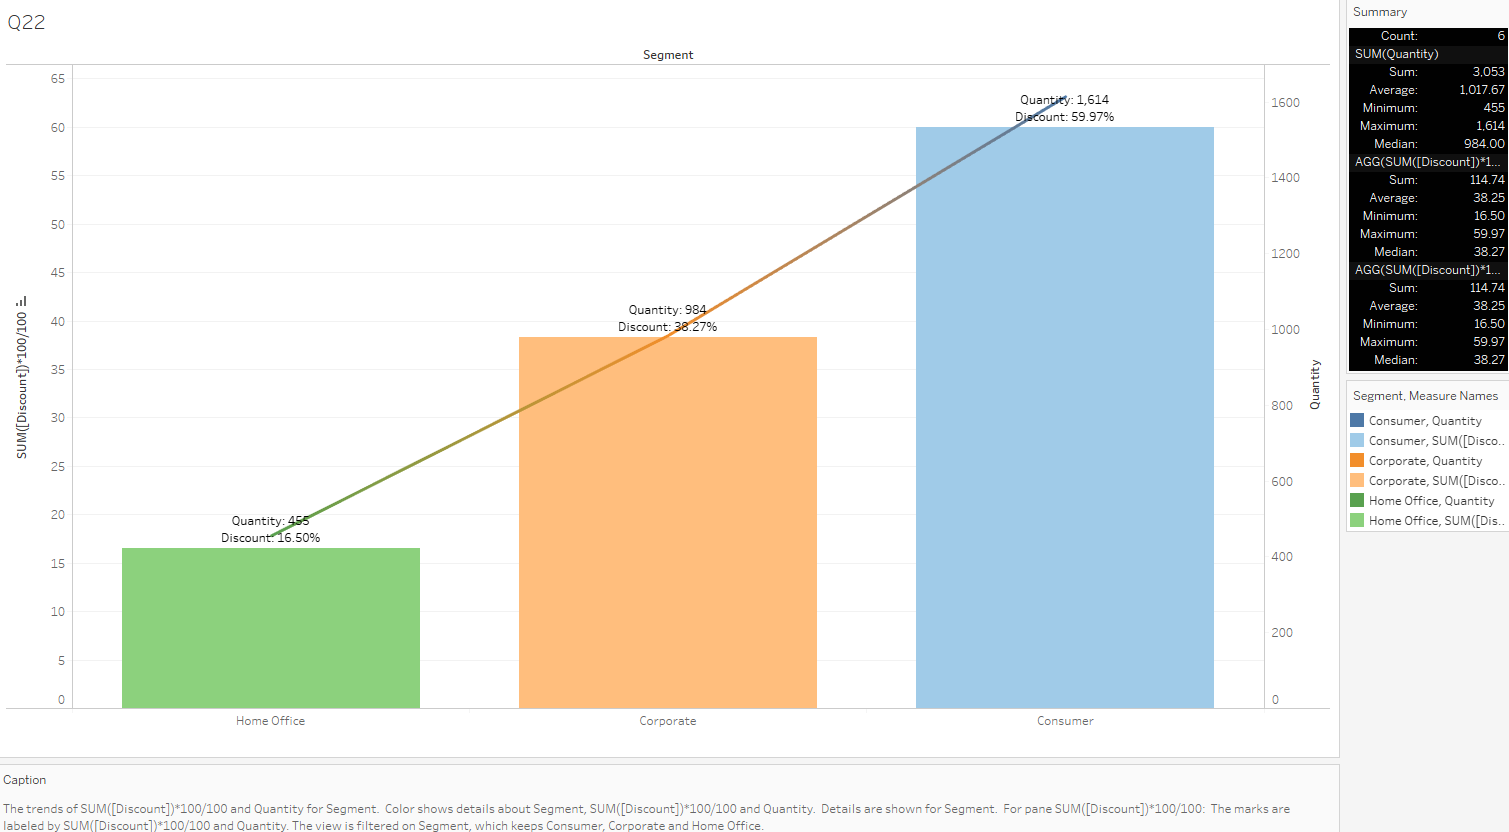 Q22
Segment
65
60
55
50
45
40
35
30
25
20
15
10
5
0
SUM([Discount])*100/100
Quantity: 455
Discount: 16.50%
Quantity: 984
Discount: 38.27%
Quantity: 1,614
Discount: 59.97%
1600
1400
1200
1000
800
600
400
200
0
Quantity
Home Office
Corporate
Consumer
Summary
Count: 6
SUM(Quantity)
Sum: 3,053
Average: 1,017.67
Minimum: 455
Maximum: 1,614
Median: 984.00
AGG(SUM([Discount])*1...
Sum: 114.74
Average: 38.25
Minimum: 16.50
Maximum: 59.97
Median: 38.27
AGG(SUM([Discount])*1...
Sum: 114.74
Average: 38.25
Minimum: 16.50
Maximum: 59.97
Median: 38.27
Segment, Measure Names
Consumer, Quantity
Consumer, SUM([Disco..
Corporate, Quantity
Corporate, SUM([Disco..
Home Office, Quantity
Home Office, SUM([Dis..
Caption
The trends of SUM([Discount])*100/100 and Quantity for Segment.  Color shows details about Segment, SUM([Discount])*100/100 and Quantity.  Details are shown for Segment.  For pane SUM([Discount])*100/100:  The marks are
labeled by SUM([Discount])*100/100 and Quantity. The view is filtered on Segment, which keeps Consumer, Corporate and Home Office.